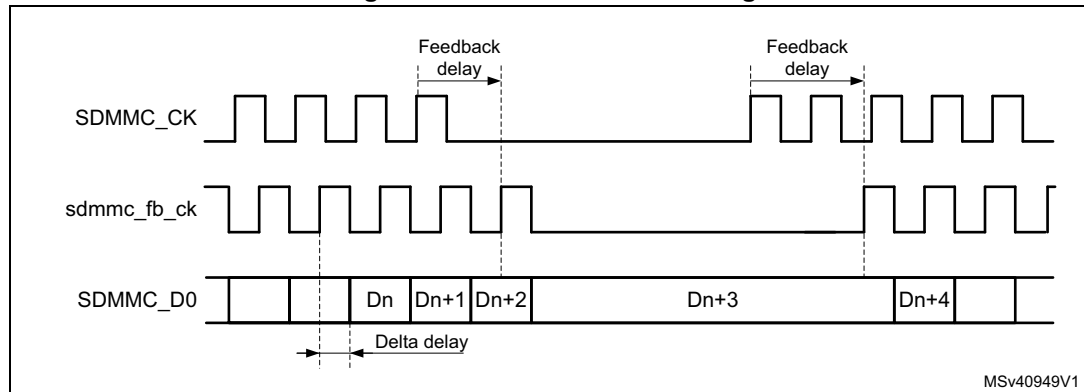 Feedback
delay
Feedback
delay
SDMMC_CK
sdmmc_fb_ck
SDMMC_D0
Dn
Dn+1
Dn+2
Dn+3
Dn+4
Delta delay
MSv40949V1